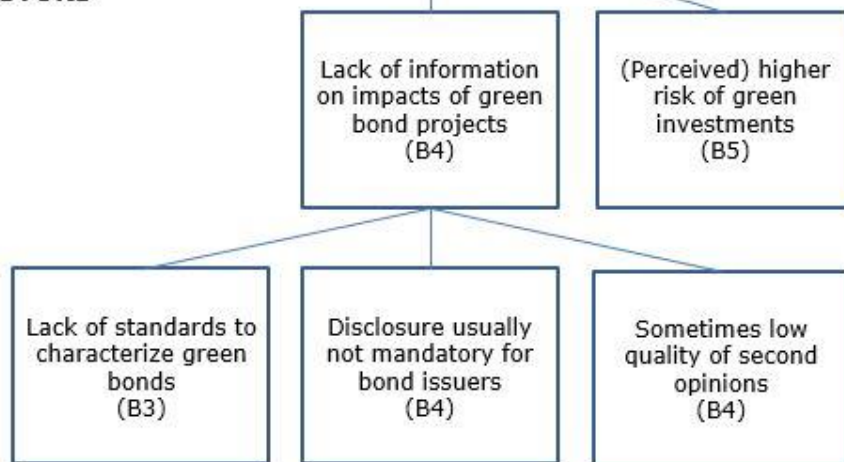 Lack of information
on impacts of green
bond projects
(B4)
(Perceived) higher
risk of green
investments
(B5)
Lack of standards to
characterize green
bonds
(B3)
Disclosure usually
not mandatory for
bond issuers
(B4)
Sometimes low
quality of second
opinions
(B4)